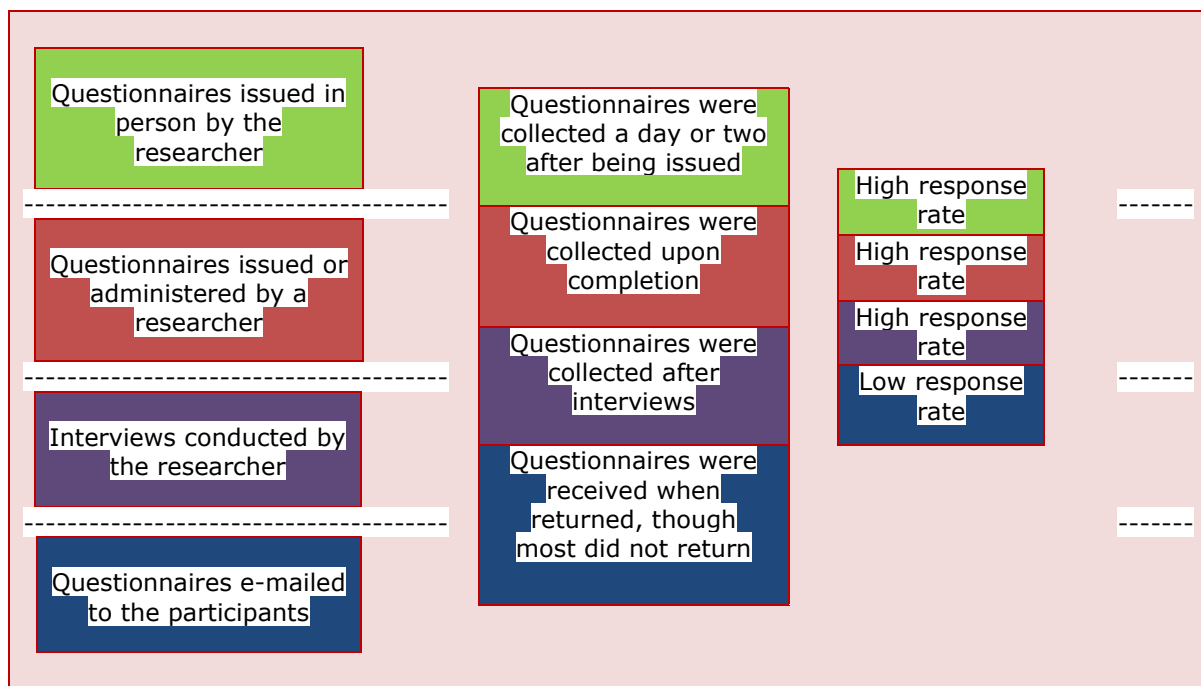 Questionnaires issued in
person by the
researcher
---------------------------------------
Questionnaires issued or
administered by a
researcher
---------------------------------------
Interviews conducted by
the researcher
---------------------------------------
Questionnaires e-mailed
to the participants
Questionnaires were
collected a day or two
after being issued
Questionnaires were
collected upon
completion
Questionnaires were
collected after
interviews
Questionnaires were
received when
returned, though
most did not return
High response
rate
High response
rate
High response
rate
Low response
rate
-------
-------
-------